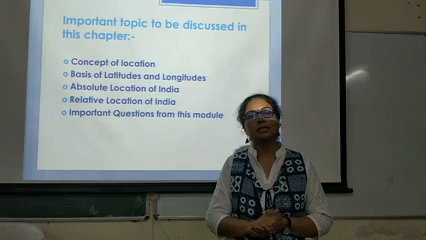 Important topic to be discussed in
this chapter:-
Concept of location
Basis of Latitudes and Longitudes
Absolute Location of India
Relative Location of India
Important Questions from this module